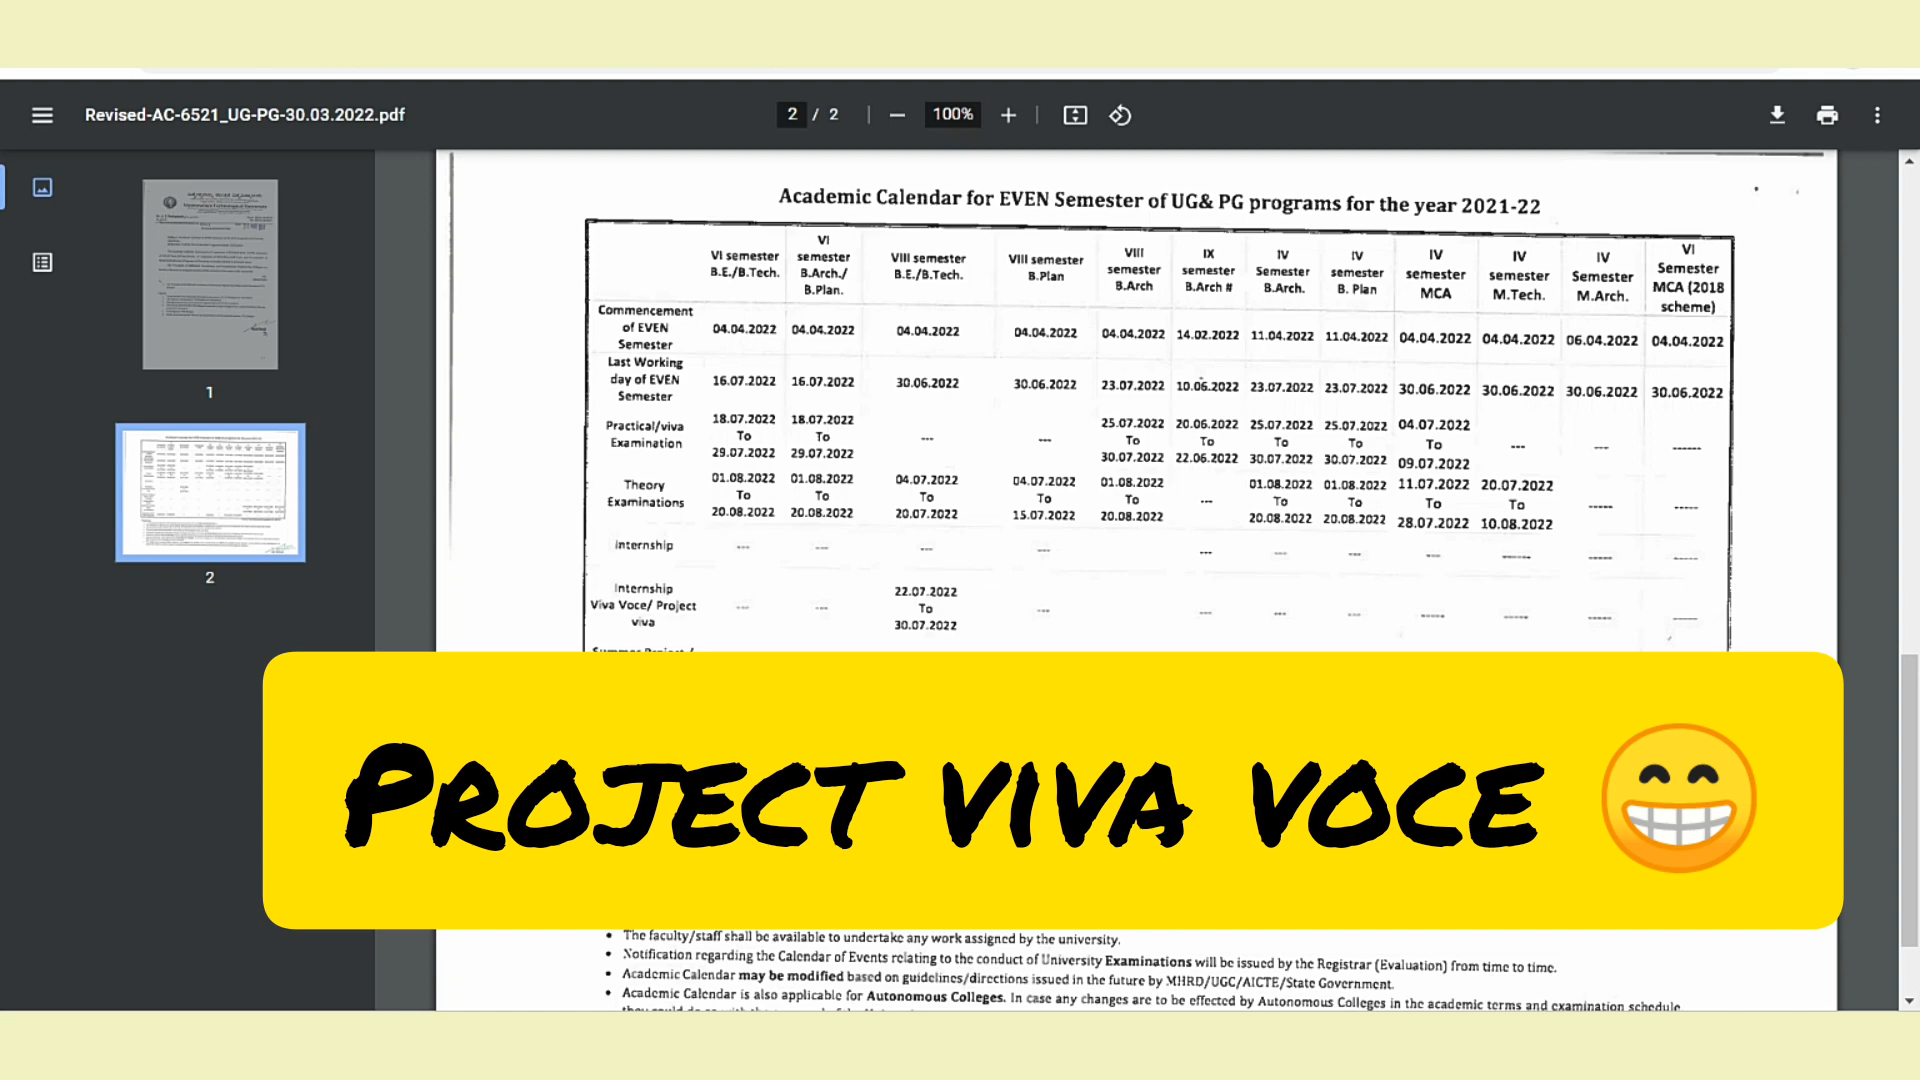 Revised-AC-6521_UG-PG-30.03.2022.pdf
2 / 2
100%
1
2
Academic Calendar for EVEN Semester of UG& PG programs for the year 2021-22
VI semester B.E./B.Tech.
VI semester B.Arch./ B.Plan.
VIII semester B.E./B.Tech.
VIII semester B.Plan
VIII semester B.Arch
IX semester B.Arch #
IV Semester B.Arch.
IV semester B. Plan
IV semester MCA
IV semester M.Tech.
IV Semester M.Arch.
VI Semester MCA (2018 scheme)
Commencement of EVEN Semester 04.04.2022 04.04.2022 04.04.2022 04.04.2022 04.04.2022 14.02.2022 11.04.2022 11.04.2022 04.04.2022 04.04.2022 06.04.2022 04.04.2022
Last Working day of EVEN Semester 16.07.2022 16.07.2022 30.06.2022 30.06.2022 23.07.2022 10.06.2022 23.07.2022 23.07.2022 30.06.2022 30.06.2022 30.06.2022 30.06.2022
Practical/viva Examination 18.07.2022 To 29.07.2022 18.07.2022 To 29.07.2022 --- --- 25.07.2022 To 30.07.2022 20.06.2022 To 22.06.2022 25.07.2022 To 30.07.2022 25.07.2022 To 30.07.2022 04.07.2022 To 09.07.2022 --- --- ------
Theory Examinations 01.08.2022 To 20.08.2022 01.08.2022 To 20.08.2022 04.07.2022 To 20.07.2022 04.07.2022 To 15.07.2022 01.08.2022 To 20.08.2022 --- 01.08.2022 To 20.08.2022 01.08.2022 To 20.08.2022 11.07.2022 To 28.07.2022 20.07.2022 To 10.08.2022 ----- -----
Internship --- --- --- --- --- --- --- --- ------ ----- -----
Internship Viva Voce/ Project viva --- --- 22.07.2022 To 30.07.2022 --- --- --- --- ----- ----- ----- -----
PROJECT VIVA VOCE 😁
• The faculty/staff shall be available to undertake any work assigned by the university.
• Notification regarding the Calendar of Events relating to the conduct of University Examinations will be issued by the Registrar (Evaluation) from time to time.
• Academic Calendar may be modified based on guidelines/directions issued in the future by MHRD/UGC/AICTE/State Government.
• Academic Calendar is also applicable for Autonomous Colleges. In case any changes are to be effected by Autonomous Colleges in the academic terms and examination schedule